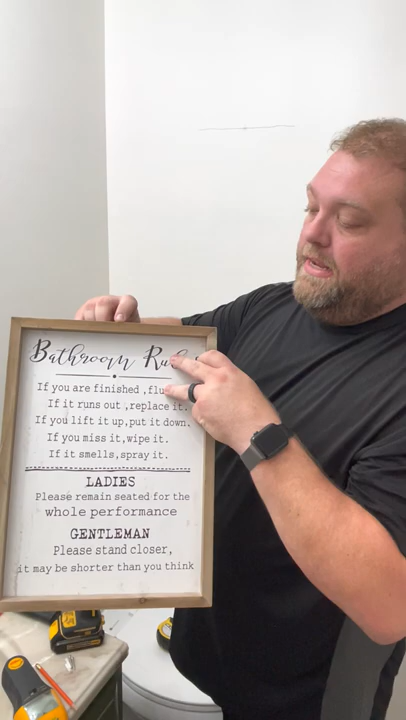 Bathroom Rules
If you are finished ,flush
If it runs out ,replace it.
If you lift it up,put it down.
If you miss it,wipe it.
If it smells,spray it.
LADIES
Please remain seated for the
whole performance
GENTLEMAN
Please stand closer,
it may be shorter than you think